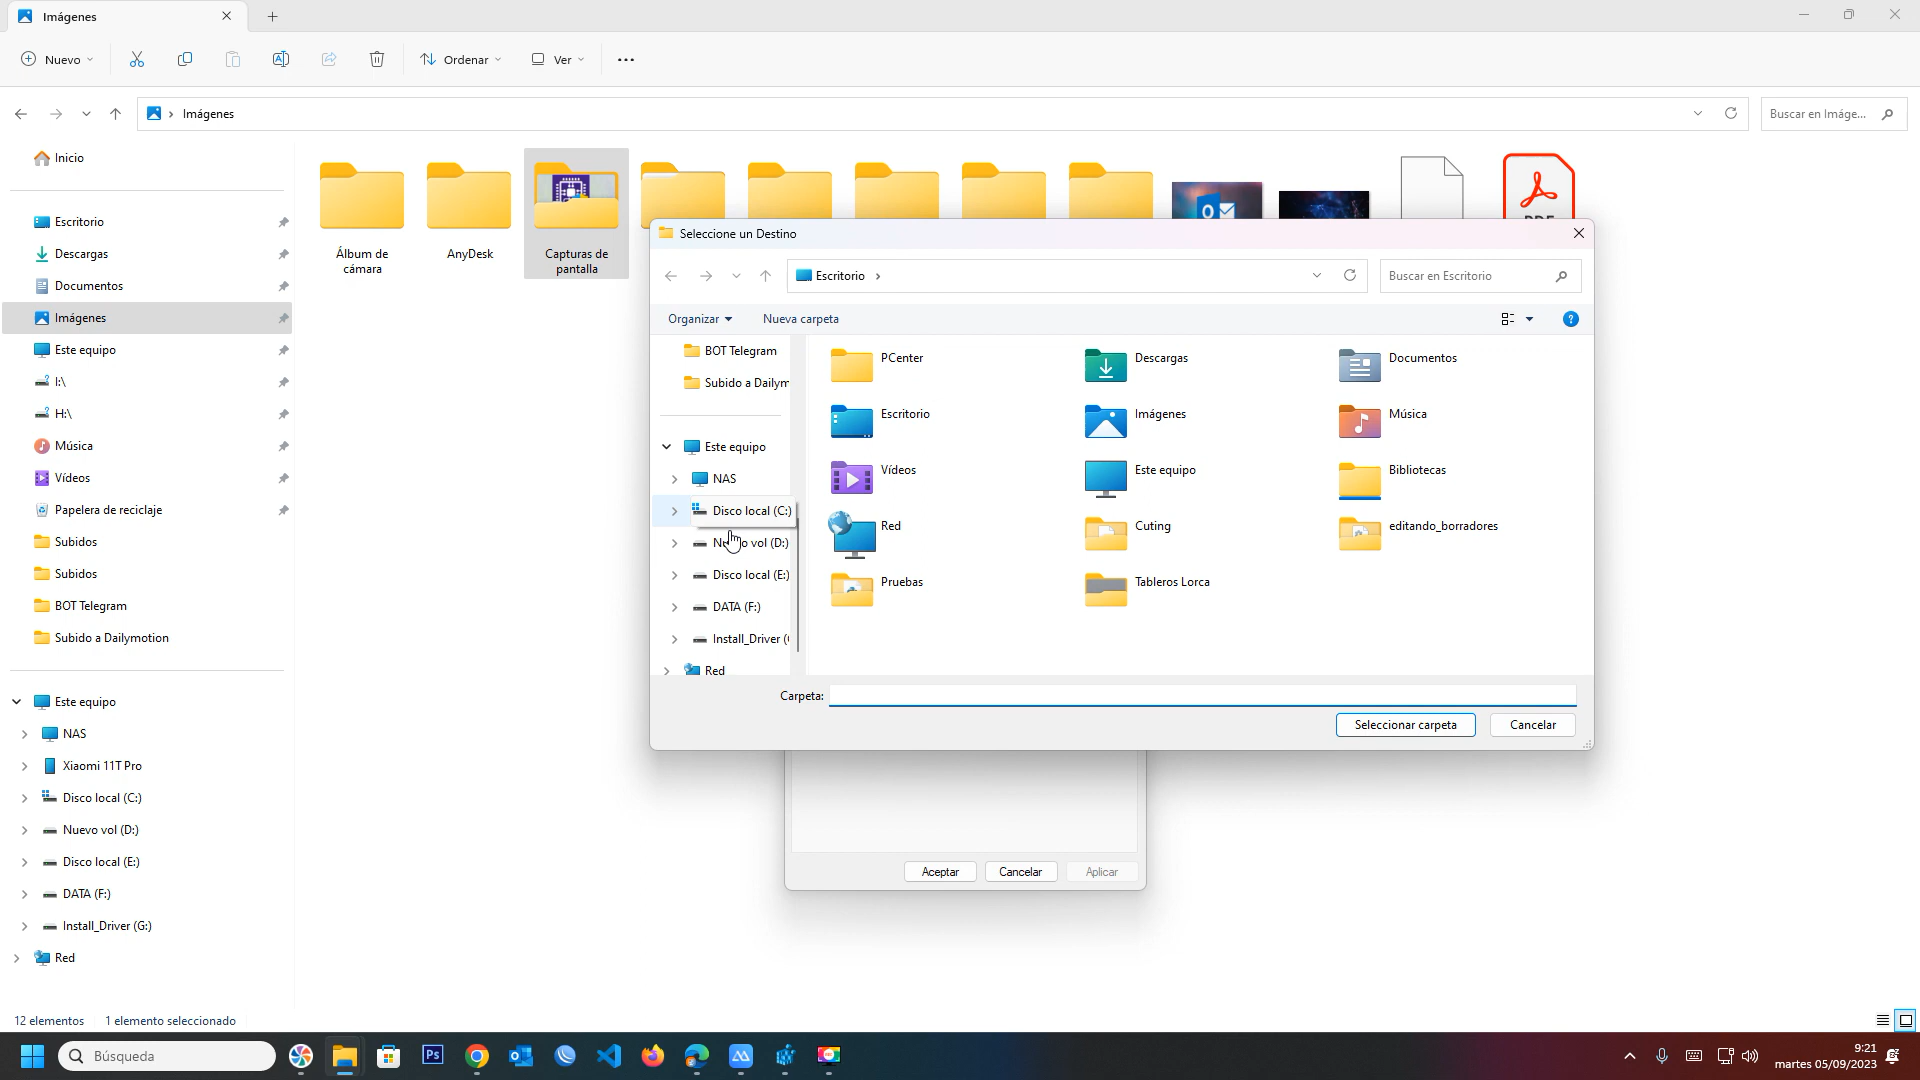 Imágenes
Nuevo
Ordenar
Ver
Imágenes
Buscar en Imáge...
Inicio
Escritorio
Descargas
Documentos
Imágenes
Este equipo
I:\
H:\
Música
Vídeos
Papelera de reciclaje
Subidos
Subidos
BOT Telegram
Subido a Dailymotion
Este equipo
NAS
Xiaomi 11T Pro
Disco local (C:)
Nuevo vol (D:)
Disco local (E:)
DATA (F:)
Install_Driver (G:)
Red
Álbum de
cámara
AnyDesk
Capturas de
pantalla
Seleccione un Destino
Escritorio
Buscar en Escritorio
Organizar
Nueva carpeta
BOT Telegram
Subido a Dailym
Este equipo
NAS
Disco local (C:)
vol (D:)
Disco local (E:)
DATA (F:)
Install_Driver (
Red
PCenter
Descargas
Documentos
Escritorio
Imágenes
Música
Vídeos
Este equipo
Bibliotecas
Red
Cuting
editando_borradores
Pruebas
Tableros Lorca
Carpeta:
Seleccionar carpeta
Cancelar
Aceptar
Cancelar
Aplicar
12 elementos
1 elemento seleccionado
Búsqueda
Ps
9:21
martes 05/09/2023